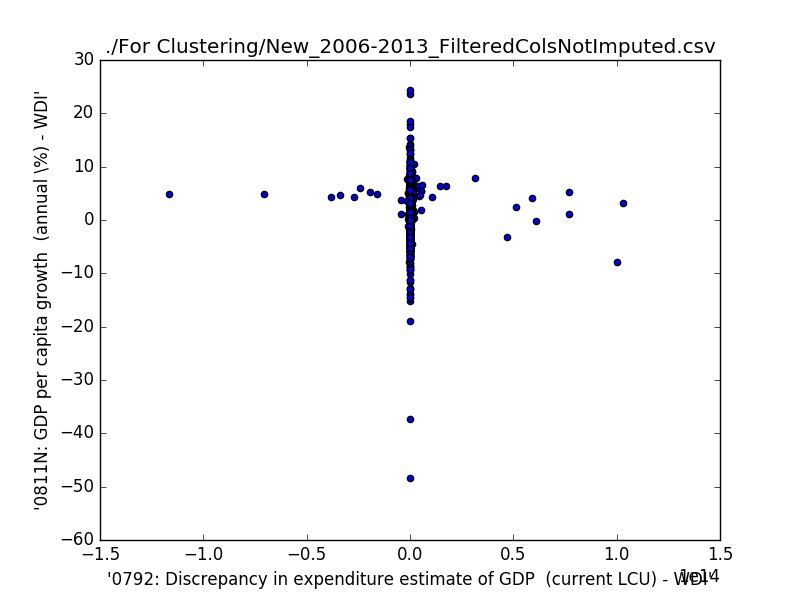 ./For Clustering/New_2006-2013_FilteredColsNotImputed.csv
'0811N: GDP per capita growth  (annual \%) - WDI'
30
20
10
0
−10
−20
−30
−40
−50
−60
−1.5 −1.0 −0.5 0.0 0.5 1.0 1.5
1e14
'0792: Discrepancy in expenditure estimate of GDP  (current LCU) - WDI'